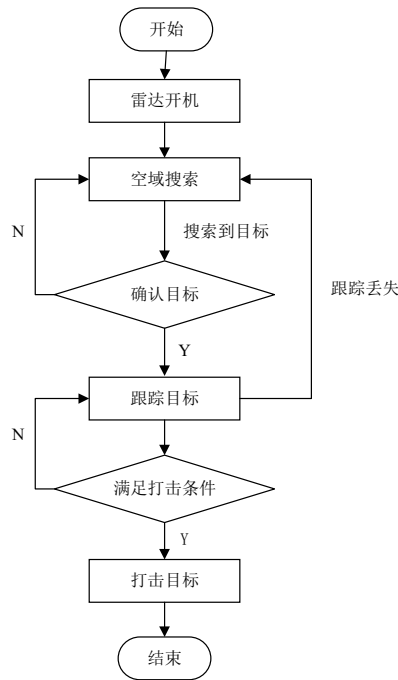 开始
雷达开机
空域搜索
N
搜索到目标
确认目标
跟踪丢失
Y
跟踪目标
N
满足打击条件
Y
打击目标
结束